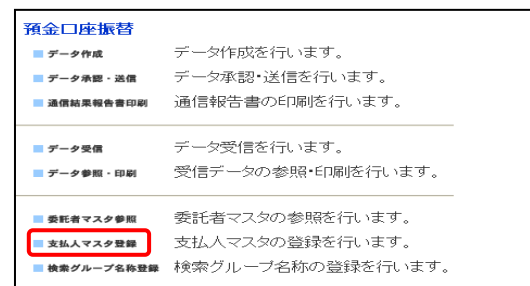 預金口座振替
データ作成 データ作成を行います。
データ承認・送信 データ承認・送信を行います。
通信結果報告書印刷 通信報告書の印刷を行います。
データ受信 データ受信を行います。
データ参照・印刷 受信データの参照・印刷を行います。
委託者マスタ参照 委託者マスタの参照を行います。
支払人マスタ登録 支払人マスタの登録を行います。
検索グループ名称登録 検索グループ名称の登録を行います。